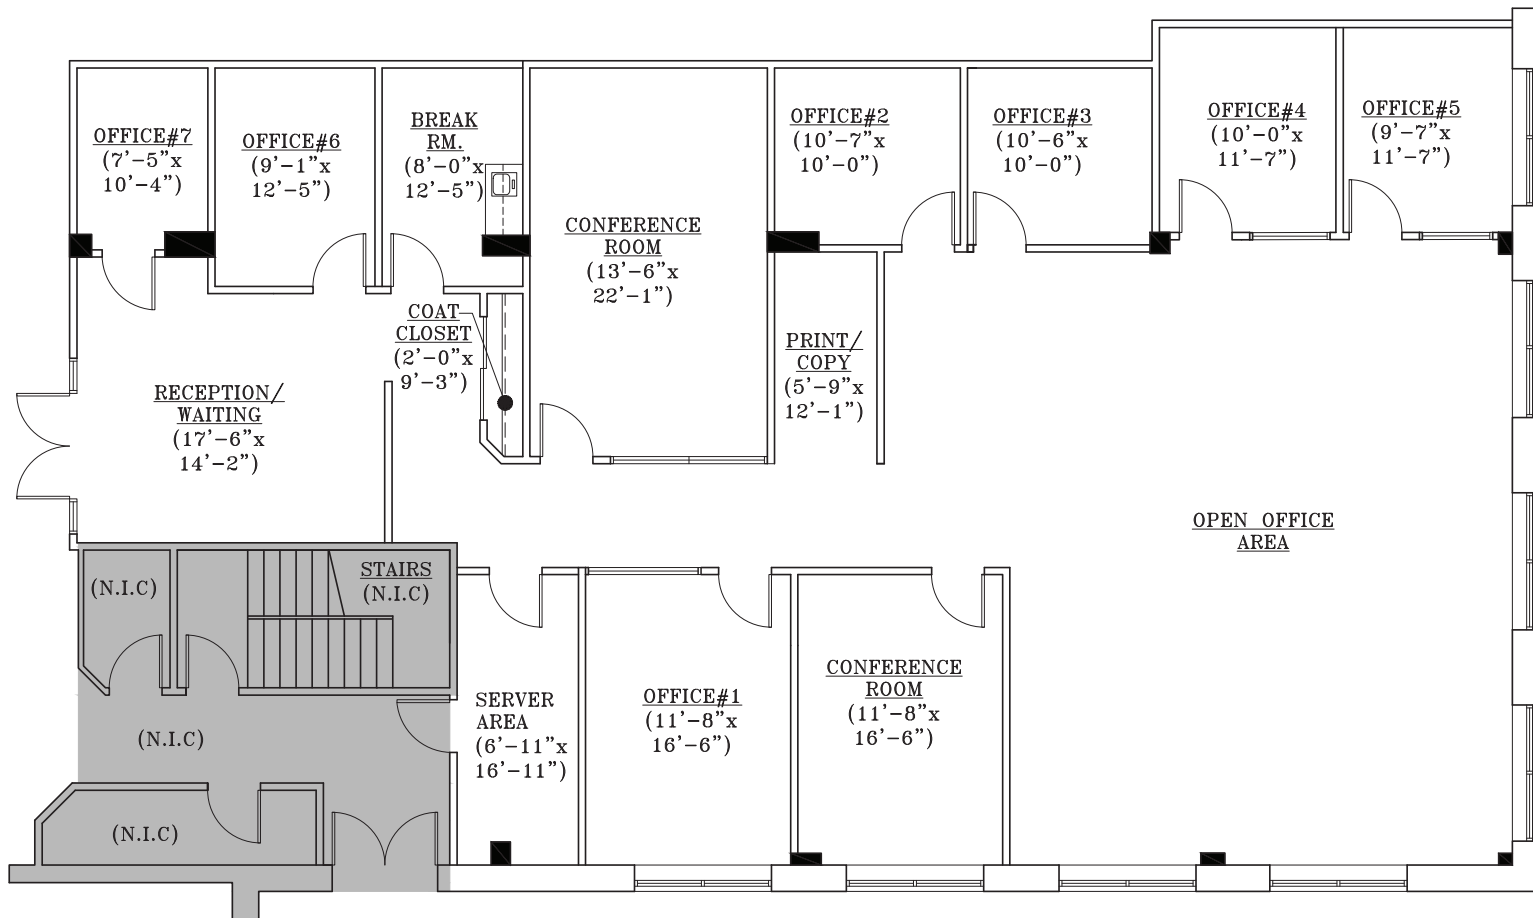 OFFICE#7
(7'-5"x
10'-4")
OFFICE#6
(9'-1"x
12'-5")
BREAK
RM.
(8'-0"x
12'-5")
CONFERENCE
ROOM
(13'-6"x
22'-1")
OFFICE#2
(10'-7"x
10'-0")
OFFICE#3
(10'-6"x
10'-0")
OFFICE#4
(10'-0"x
11'-7")
OFFICE#5
(9'-7"x
11'-7")
COAT
CLOSET
(2'-0"x
9'-3")
PRINT/
COPY
(5'-9"x
12'-1")
RECEPTION/
WAITING
(17'-6"x
14'-2")
OPEN OFFICE
AREA
(N.I.C)
STAIRS
(N.I.C)
(N.I.C)
(N.I.C)
SERVER
AREA
(6'-11"x
16'-11")
OFFICE#1
(11'-8"x
16'-6")
CONFERENCE
ROOM
(11'-8"x
16'-6")